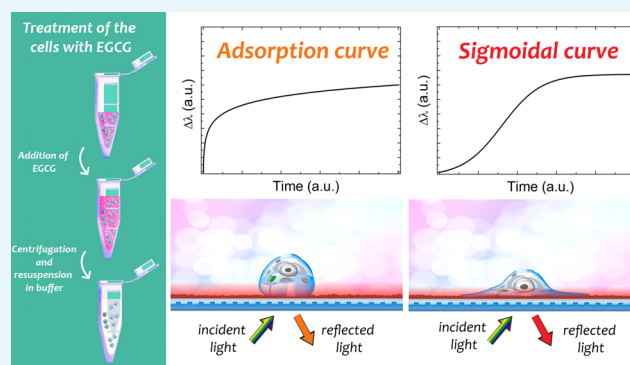 Treatment of the
cells with EGCG
Addition of
EGCG
Centrifugation and
resuspension
in buffer
Adsorption curve
Δλ (a.u.)
Time (a.u.)
Sigmoidal curve
Δλ (a.u.)
Time (a.u.)
incident
light
reflected
light
incident
light
reflected
light